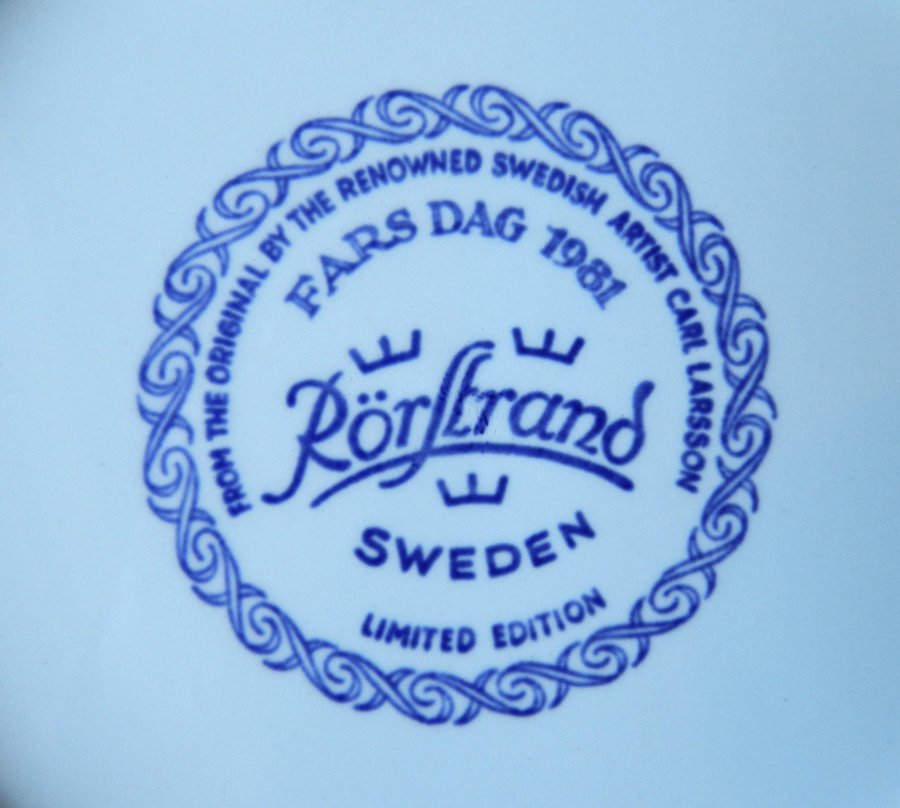 FROM THE ORIGINAL BY THE RENOWNED SWEDISH ARTIST CARL LARSSON
FARS DAG 1981
Rörstrand
SWEDEN
LIMITED EDITION